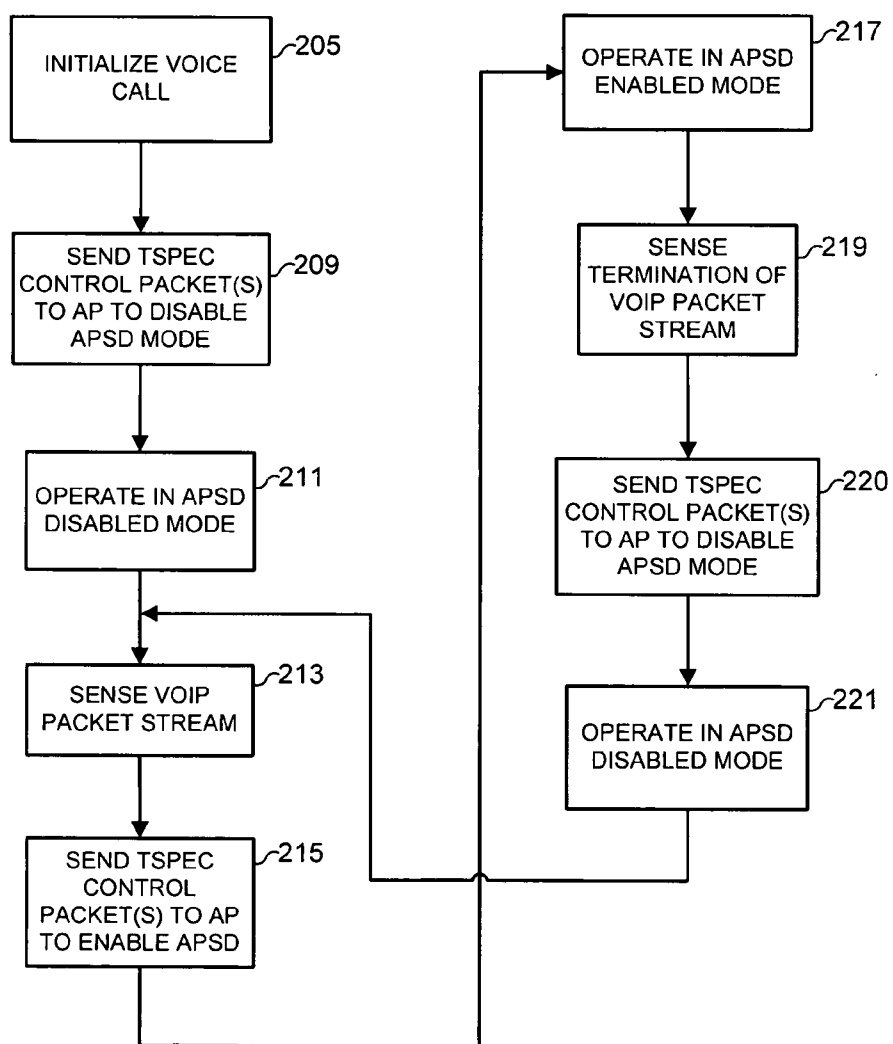 INITIALIZE VOICE
CALL
205
SEND TSPEC
CONTROL PACKET(S)
TO AP TO DISABLE
APSD MODE
209
OPERATE IN APSD
DISABLED MODE
211
SENSE VOIP
PACKET STREAM
213
SEND TSPEC
CONTROL
PACKET(S) TO AP
TO ENABLE APSD
215
OPERATE IN APSD
ENABLED MODE
217
SENSE
TERMINATION OF
VOIP PACKET
STREAM
219
SEND TSPEC
CONTROL PACKET(S)
TO AP TO DISABLE
APSD MODE
220
OPERATE IN APSD
DISABLED MODE
221